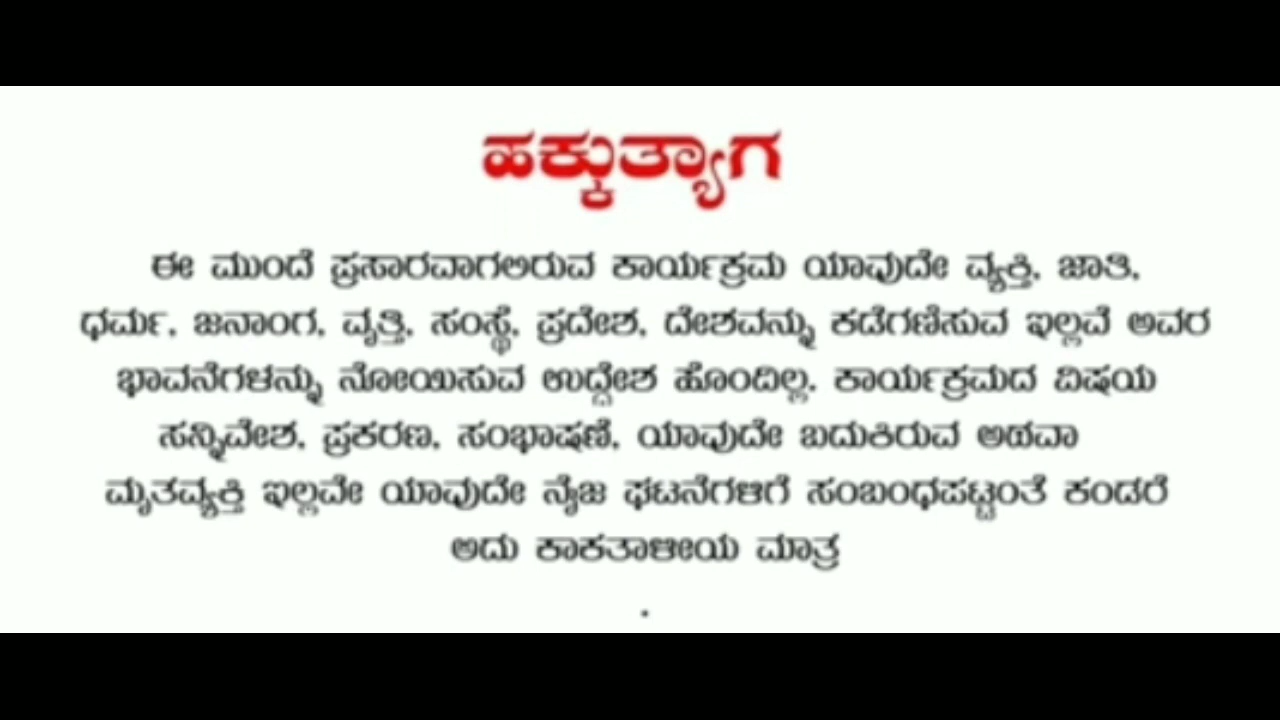 ಹಕ್ಕುತ್ಯಾಗ
ಈ ಮುಂದೆ ಪ್ರಸಾರವಾಗಲಿರುವ ಕಾರ್ಯಕ್ರಮ ಯಾವುದೇ ವ್ಯಕ್ತಿ, ಜಾತಿ,
ಧರ್ಮ, ಜನಾಂಗ, ವೃತ್ತಿ, ಸಂಸ್ಥೆ, ಪ್ರದೇಶ, ದೇಶವನ್ನು ಕಡೆಗಣಿಸುವ ಇಲ್ಲವೆ ಅವರ
ಭಾವನೆಗಳನ್ನು ನೋಯಿಸುವ ಉದ್ದೇಶ ಹೊಂದಿಲ್ಲ. ಕಾರ್ಯಕ್ರಮದ ವಿಷಯ
ಸನ್ನಿವೇಶ, ಪ್ರಕರಣ, ಸಂಭಾಷಣೆ, ಯಾವುದೇ ಬದುಕಿರುವ ಅಥವಾ
ಮೃತವ್ಯಕ್ತಿ ಇಲ್ಲವೇ ಯಾವುದೇ ನೈಜ ಘಟನೆಗಳಿಗೆ ಸಂಬಂಧಪಟ್ಟಂತೆ ಕಂಡರೆ
ಅದು ಕಾಕತಾಳೀಯ ಮಾತ್ರ
.